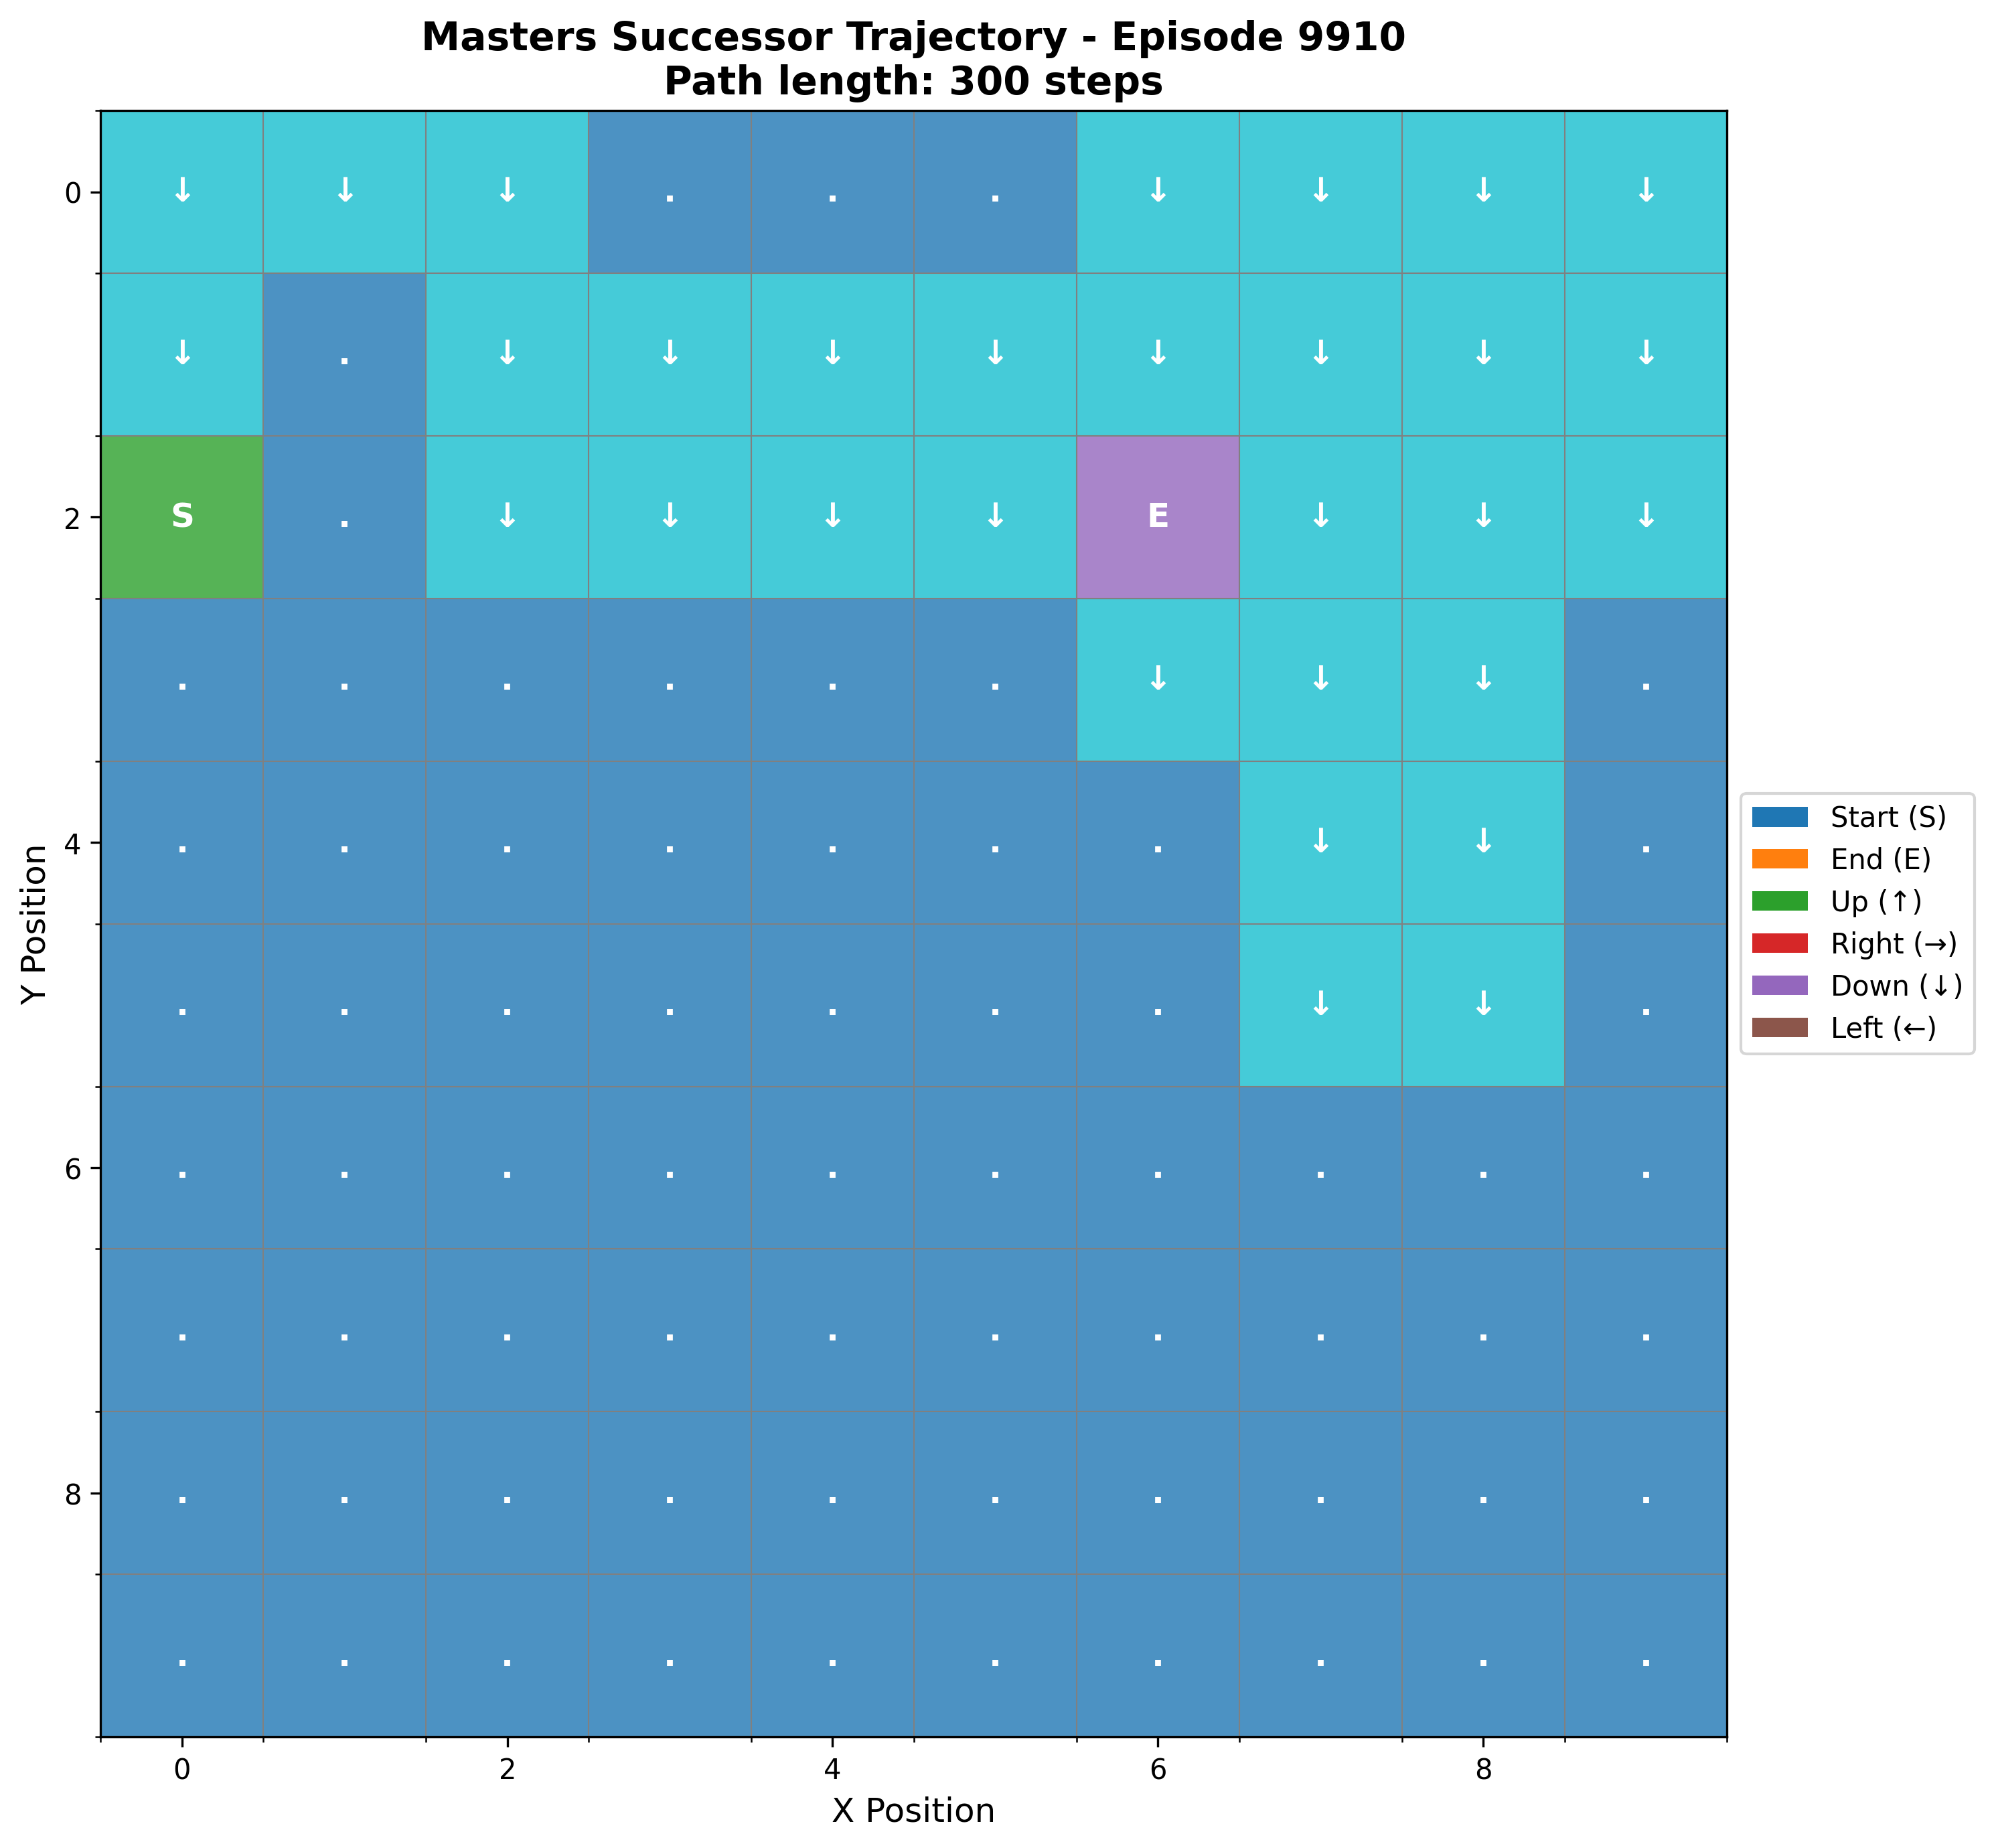 Masters Successor Trajectory - Episode 9910
Path length: 300 steps
0 ↓ ↓ ↓ . . . ↓ ↓ ↓ ↓
↓ . ↓ ↓ ↓ ↓ ↓ ↓ ↓ ↓
2 S . ↓ ↓ ↓ ↓ E ↓ ↓ ↓
. . . . . . ↓ ↓ ↓ .
4 . . . . . . . ↓ ↓ .
. . . . . . . ↓ ↓ .
6 . . . . . . . . . .
. . . . . . . . . .
8 . . . . . . . . . .
. . . . . . . . . .
0 2 4 6 8
X Position
Y Position
Start (S)
End (E)
Up (↑)
Right (→)
Down (↓)
Left (←)